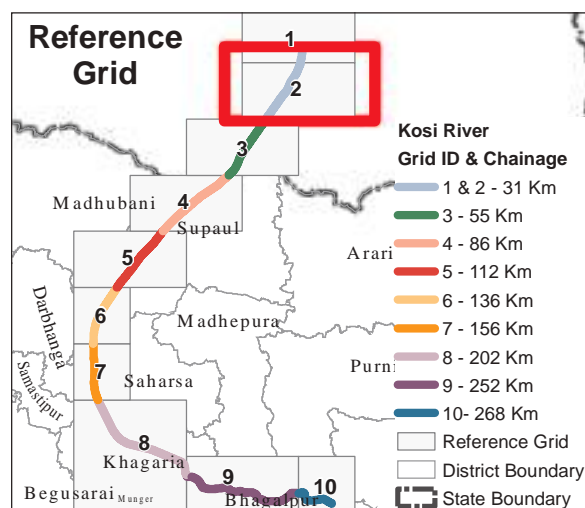 Reference
Grid
1
2
3
4
5
6
7
8
9
10
Madhubani
Supaul
Arari
Darbhanga
Madhepura
Purni
Samastipur
Saharsa
Khagaria
Begusarai
Munger
Bhagalpur
Kosi River
Grid ID & Chainage
1 & 2 - 31 Km
3 - 55 Km
4 - 86 Km
5 - 112 Km
6 - 136 Km
7 - 156 Km
8 - 202 Km
9 - 252 Km
10- 268 Km
Reference Grid
District Boundary
State Boundary